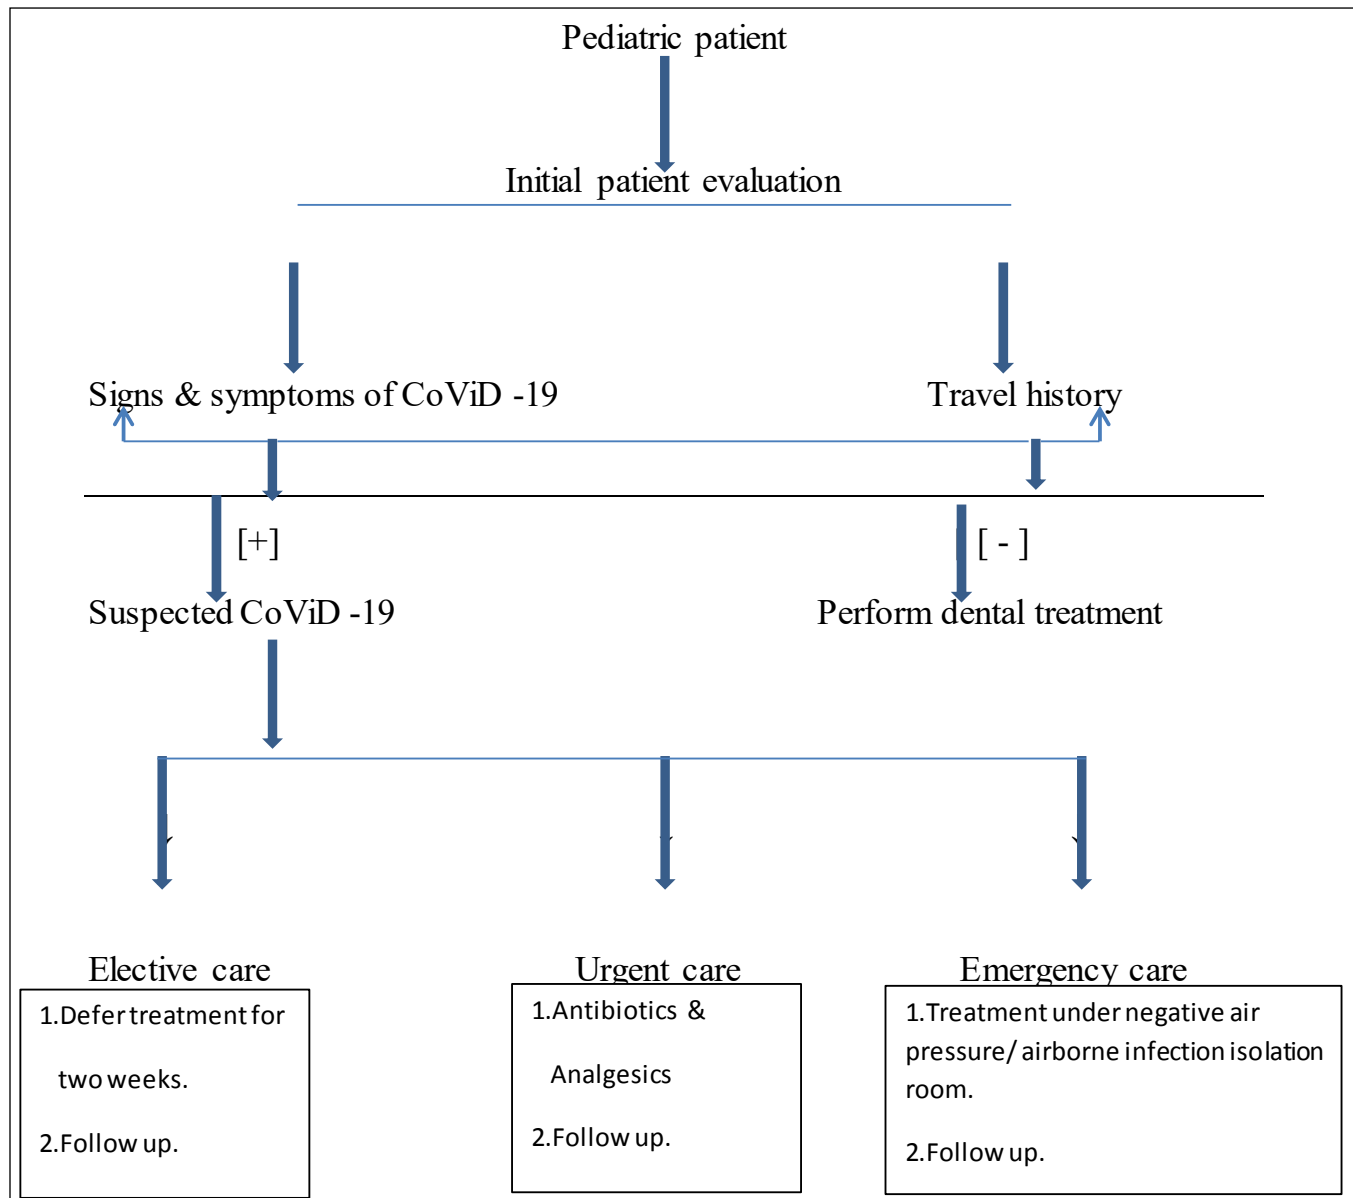 Pediatric patient
Initial patient evaluation
Signs & symptoms of CoViD -19
Travel history
[+]
[ - ]
Suspected CoViD -19
Perform dental treatment
Elective care
1.Defer treatment for
two weeks.
2.Follow up.
Urgent care
1.Antibiotics &
Analgesics
2.Follow up.
Emergency care
1.Treatment under negative air
pressure/ airborne infection isolation
room.
2.Follow up.